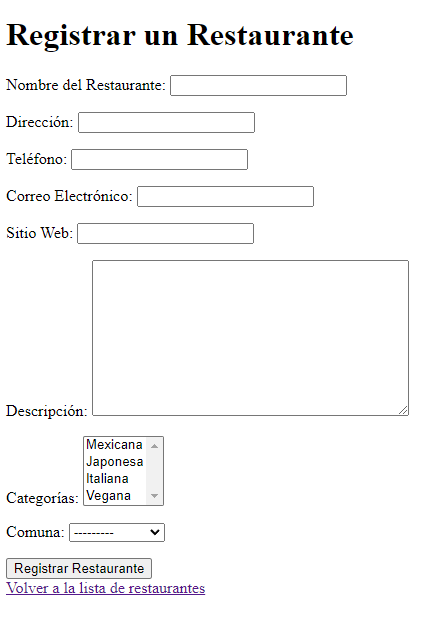 Registrar un Restaurante
Nombre del Restaurante:
Dirección:
Teléfono:
Correo Electrónico:
Sitio Web:
Descripción:
Mexicana
Japonesa
Italiana
Vegana
Categorías:
Comuna: ---------
Registrar Restaurante
Volver a la lista de restaurantes